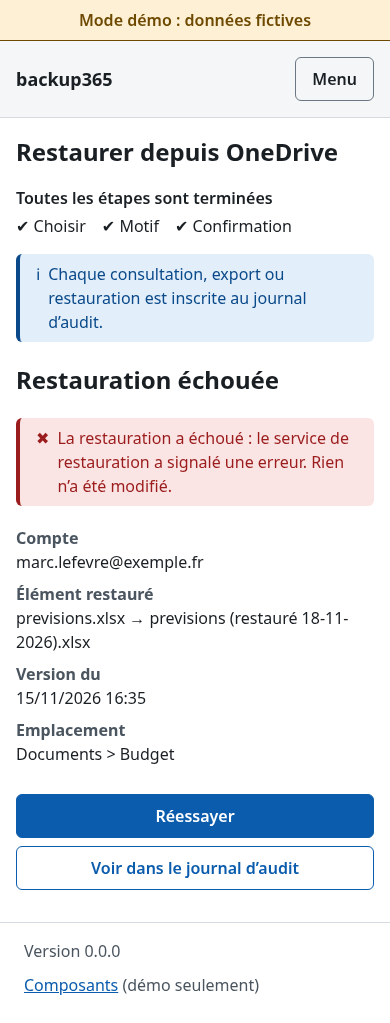 Mode démo : données fictives
backup365
Menu
Restaurer depuis OneDrive
Toutes les étapes sont terminées
✔ Choisir ✔ Motif ✔ Confirmation
i Chaque consultation, export ou
restauration est inscrite au journal
d’audit.
Restauration échouée
✖ La restauration a échoué : le service de
restauration a signalé une erreur. Rien
n’a été modifié.
Compte
marc.lefevre@exemple.fr
Élément restauré
previsions.xlsx → previsions (restauré 18-11-
2026).xlsx
Version du
15/11/2026 16:35
Emplacement
Documents > Budget
Réessayer
Voir dans le journal d’audit
Version 0.0.0
Composants (démo seulement)